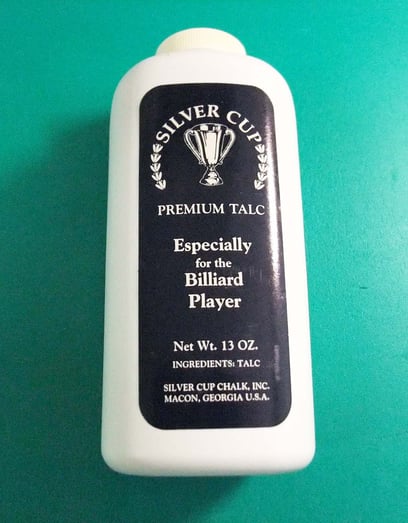 SILVER CUP
PREMIUM TALC
Especially
for the
Billiard
Player
Net Wt. 13 OZ.
INGREDIENTS: TALC
SILVER CUP CHALK, INC.
MACON, GEORGIA U.S.A.